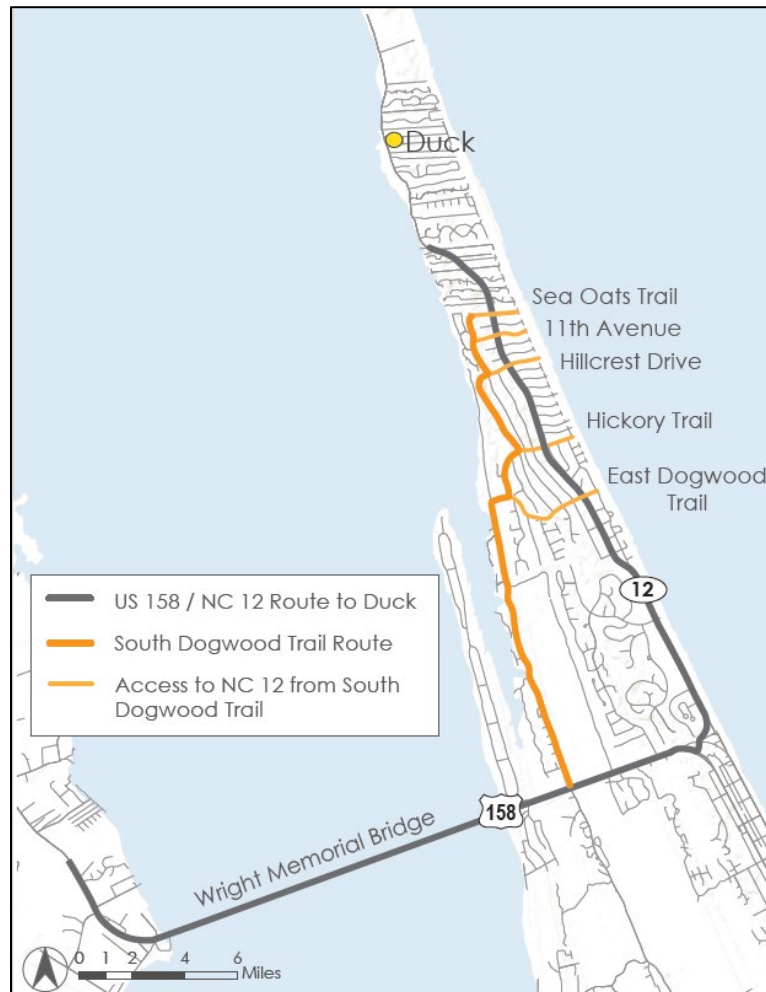 Duck
Sea Oats Trail
11th Avenue
Hillcrest Drive
Hickory Trail
East Dogwood
Trail
12
US 158 / NC 12 Route to Duck
South Dogwood Trail Route
Access to NC 12 from South
Dogwood Trail
158
Wright Memorial Bridge
0 1 2 4 6
Miles